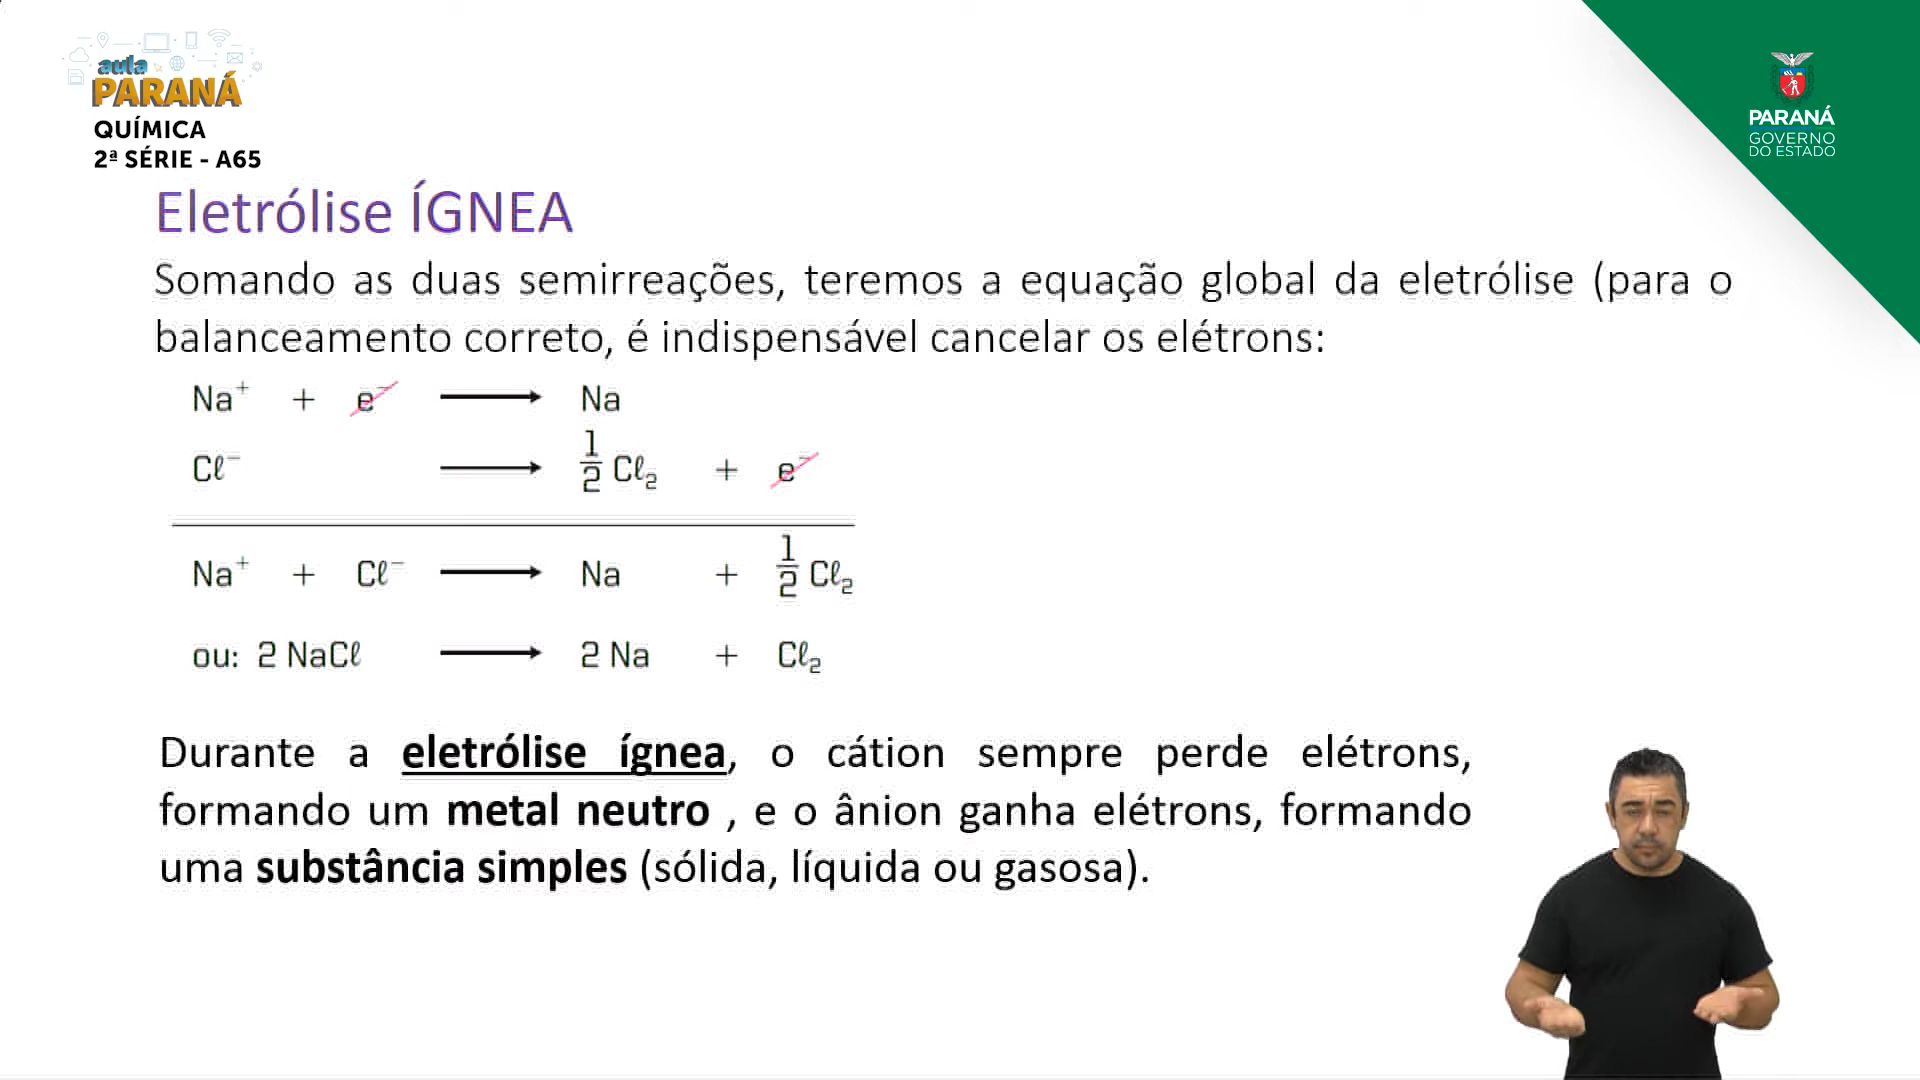 aula
PARANÁ
QUÍMICA
2ª SÉRIE - A65
PARANÁ
GOVERNO
DO ESTADO
Eletrólise ÍGNEA
Somando as duas semirreações, teremos a equação global da eletrólise (para o
balanceamento correto, é indispensável cancelar os elétrons:
Na⁺ + e⁻ ⟶ Na
Cℓ⁻ ⟶ 1/2 Cℓ₂ + e⁻
Na⁺ + Cℓ⁻ ⟶ Na + 1/2 Cℓ₂
ou: 2 NaCℓ ⟶ 2 Na + Cℓ₂
Durante a eletrólise ígnea, o cátion sempre perde elétrons,
formando um metal neutro , e o ânion ganha elétrons, formando
uma substância simples (sólida, líquida ou gasosa).